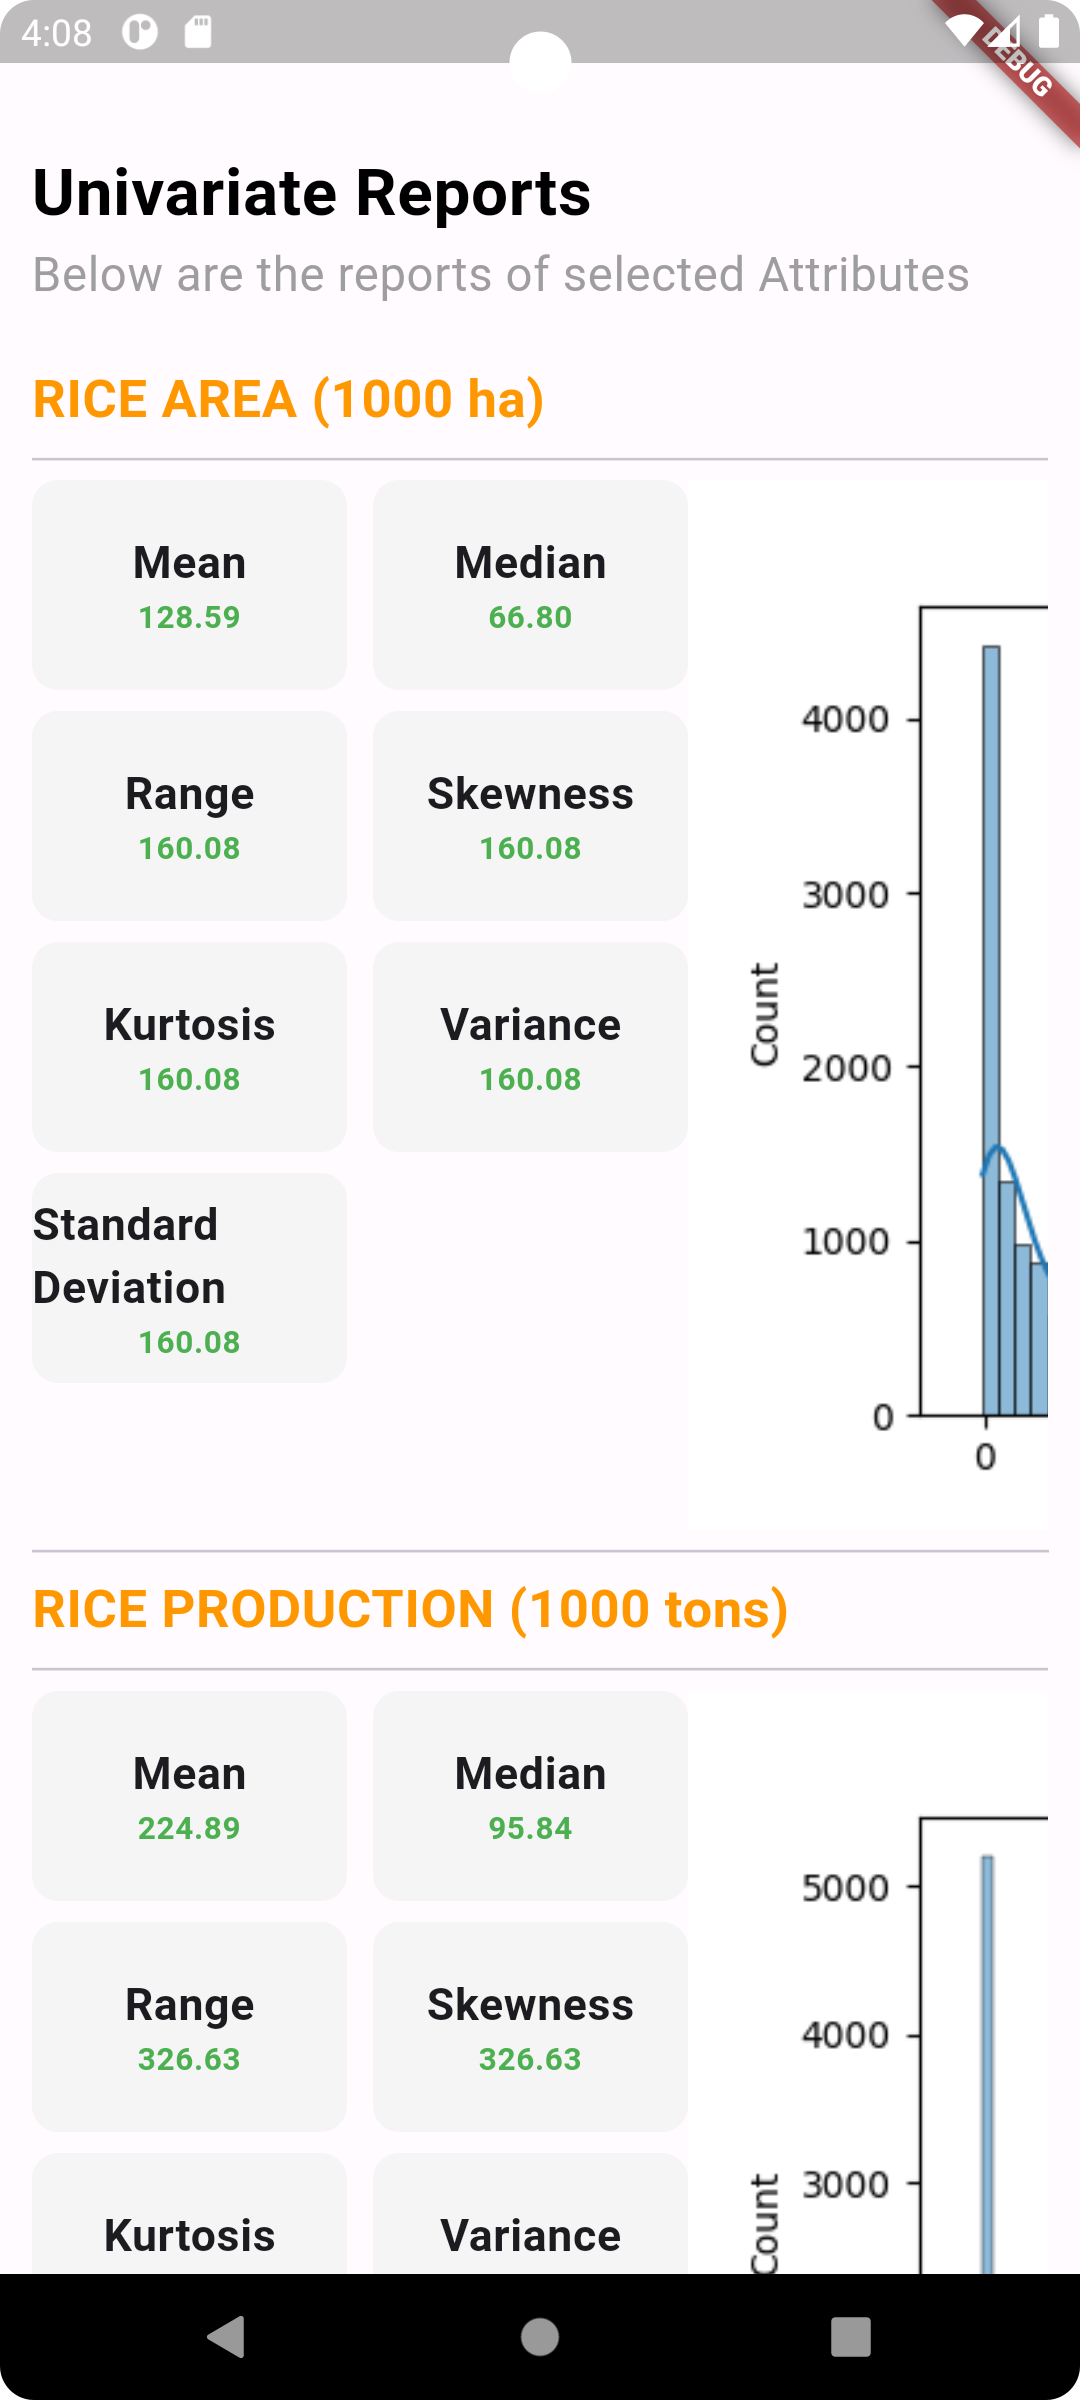 4:08
DEBUG
Univariate Reports
Below are the reports of selected Attributes
RICE AREA (1000 ha)
Mean
128.59
Median
66.80
Range
160.08
Skewness
160.08
Kurtosis
160.08
Variance
160.08
Standard
Deviation
160.08
Count
4000
3000
2000
1000
0
0
RICE PRODUCTION (1000 tons)
Mean
224.89
Median
95.84
Range
326.63
Skewness
326.63
Kurtosis
Variance
Count
5000
4000
3000